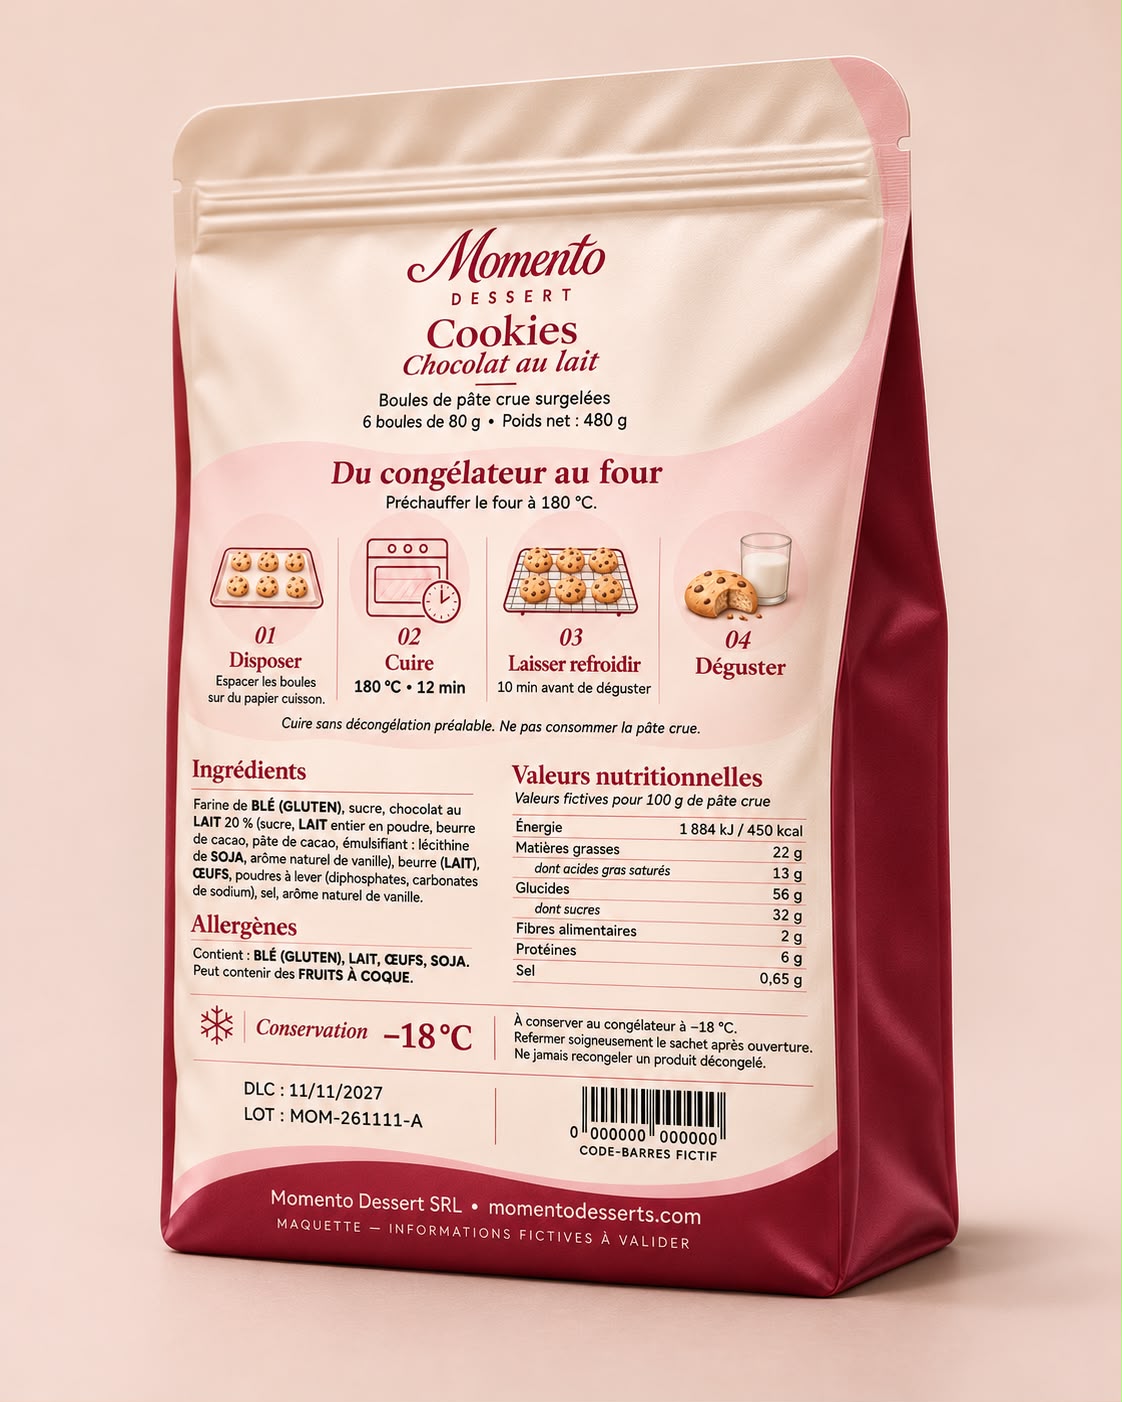 Momento
DESSERT
Cookies
Chocolat au lait
Boules de pâte crue surgelées
6 boules de 80 g • Poids net : 480 g
Du congélateur au four
Préchauffer le four à 180 °C.
01
Disposer
Espacer les boules
sur du papier cuisson.
02
Cuire
180 °C • 12 min
03
Laisser refroidir
10 min avant de déguster
04
Déguster
Cuire sans décongélation préalable. Ne pas consommer la pâte crue.
Ingrédients
Farine de BLÉ (GLUTEN), sucre, chocolat au
LAIT 20 % (sucre, LAIT entier en poudre, beurre
de cacao, pâte de cacao, émulsifiant : lécithine
de SOJA, arôme naturel de vanille), beurre (LAIT),
ŒUFS, poudres à lever (diphosphates, carbonates
de sodium), sel, arôme naturel de vanille.
Allergènes
Contient : BLÉ (GLUTEN), LAIT, ŒUFS, SOJA.
Peut contenir des FRUITS À COQUE.
Valeurs nutritionnelles
Valeurs fictives pour 100 g de pâte crue
Énergie 1 884 kJ / 450 kcal
Matières grasses 22 g
dont acides gras saturés 13 g
Glucides 56 g
dont sucres 32 g
Fibres alimentaires 2 g
Protéines 6 g
Sel 0,65 g
Conservation –18 °C
À conserver au congélateur à –18 °C.
Refermer soigneusement le sachet après ouverture.
Ne jamais recongeler un produit décongelé.
DLC : 11/11/2027
LOT : MOM-261111-A
0 000000 000000
CODE-BARRES FICTIF
Momento Dessert SRL • momentodesserts.com
MAQUETTE — INFORMATIONS FICTIVES À VALIDER